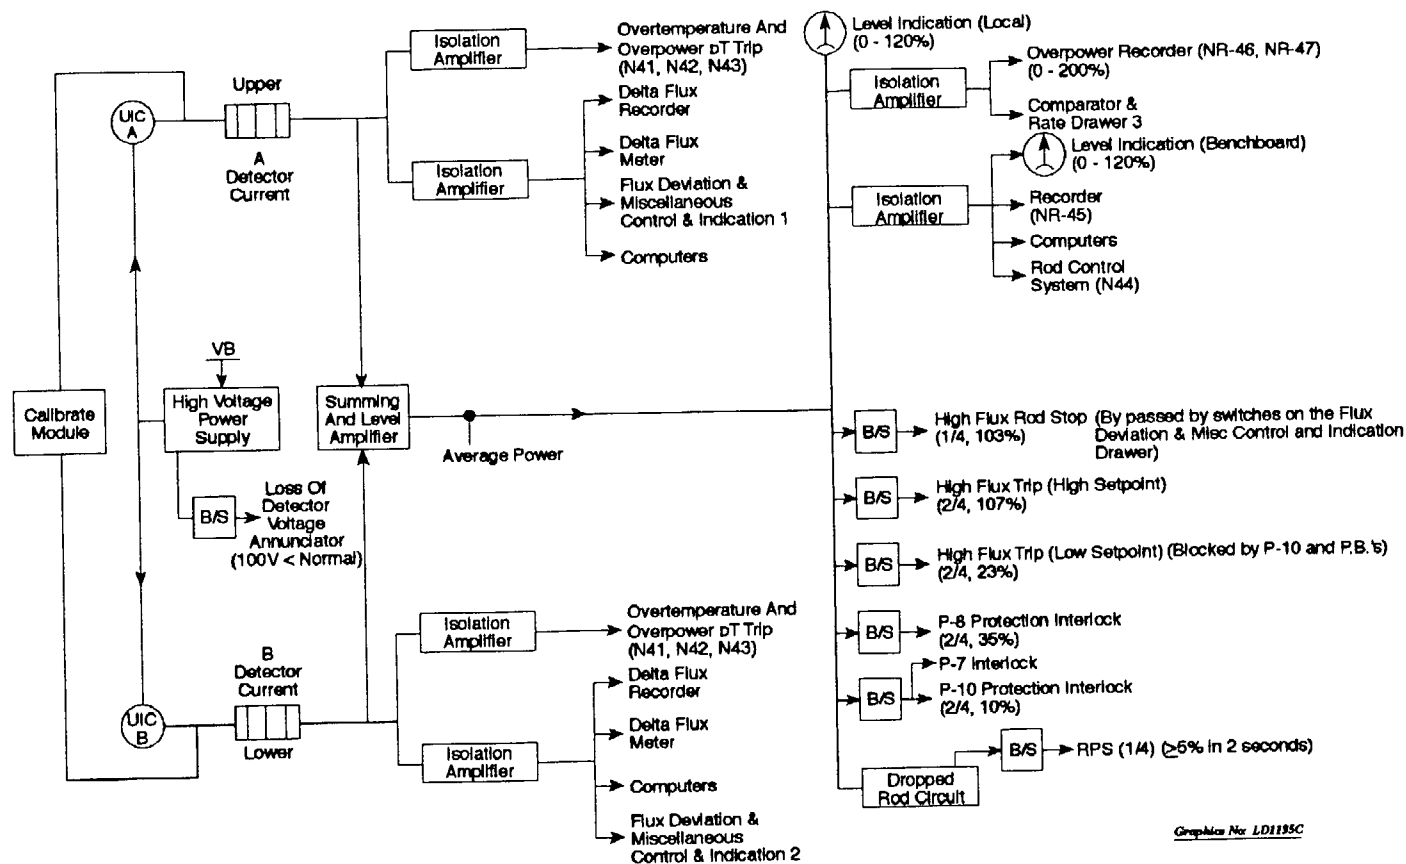 Isolation
Amplifier
Overtemperature And
Overpower pT Trip
(N41, N42, N43)
Delta Flux
Recorder
Delta Flux
Meter
Isolation
Amplifier
Flux Deviation &
Miscellaneous
Control & Indication 1
Computers
Upper
UIC
A
A
Detector
Current
VB
High Voltage
Power
Supply
Calibrate
Module
Summing
And Level
Amplifier
Average Power
B/S
Loss Of
Detector
Voltage
Annunciator
(100V < Normal)
B
Detector
Current
UIC
B
Lower
Isolation
Amplifier
Overtemperature And
Overpower pT Trip
(N41, N42, N43)
Delta Flux
Recorder
Delta Flux
Meter
Isolation
Amplifier
Computers
Flux Deviation &
Miscellaneous
Control & Indication 2
Level Indication (Local)
(0 - 120%)
Isolation
Amplifier
Overpower Recorder (NR-46, NR-47)
(0 - 200%)
Comparator &
Rate Drawer 3
Level Indication (Benchboard)
(0 - 120%)
Isolation
Amplifier
Recorder
(NR-45)
Computers
Rod Control
System (N44)
B/S
High Flux Rod Stop (By passed by switches on the Flux
(1/4, 103%) Deviation & Misc Control and Indication
Drawer)
B/S
High Flux Trip (High Setpoint)
(2/4, 107%)
B/S
High Flux Trip (Low Setpoint) (Blocked by P-10 and P.B.'s)
(2/4, 23%)
B/S
P-8 Protection Interlock
(2/4, 35%)
P-7 Interlock
B/S
P-10 Protection Interlock
(2/4, 10%)
B/S
RPS (1/4) (≥5% in 2 seconds)
Dropped
Rod Circuit
Graphics No: LD1195C